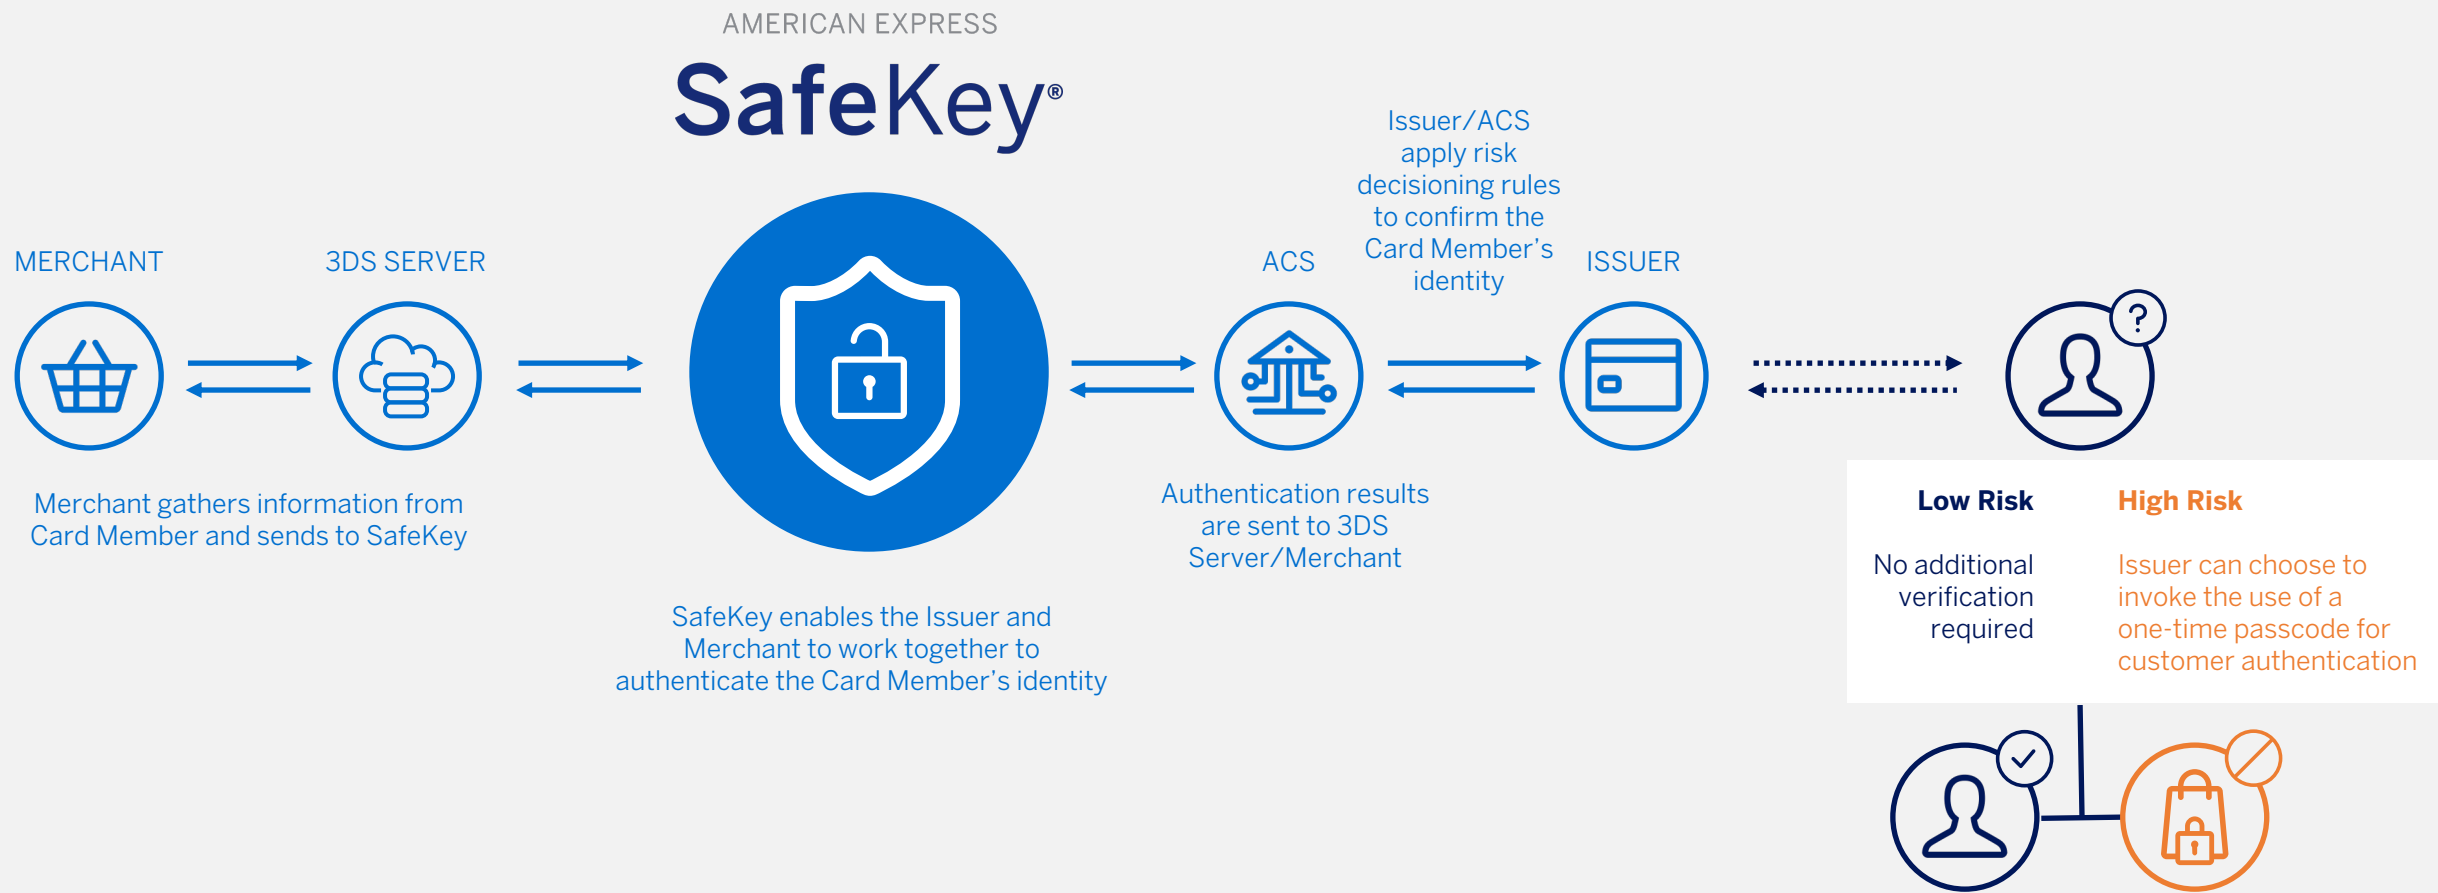 AMERICAN EXPRESS
SafeKey®
MERCHANT
3DS SERVER
Merchant gathers information from
Card Member and sends to SafeKey
SafeKey enables the Issuer and
Merchant to work together to
authenticate the Card Member’s identity
ACS
Authentication results
are sent to 3DS
Server/Merchant
Issuer/ACS
apply risk
decisioning rules
to confirm the
Card Member’s
identity
ISSUER
?
Low Risk
No additional
verification
required
High Risk
Issuer can choose to
invoke the use of a
one-time passcode for
customer authentication